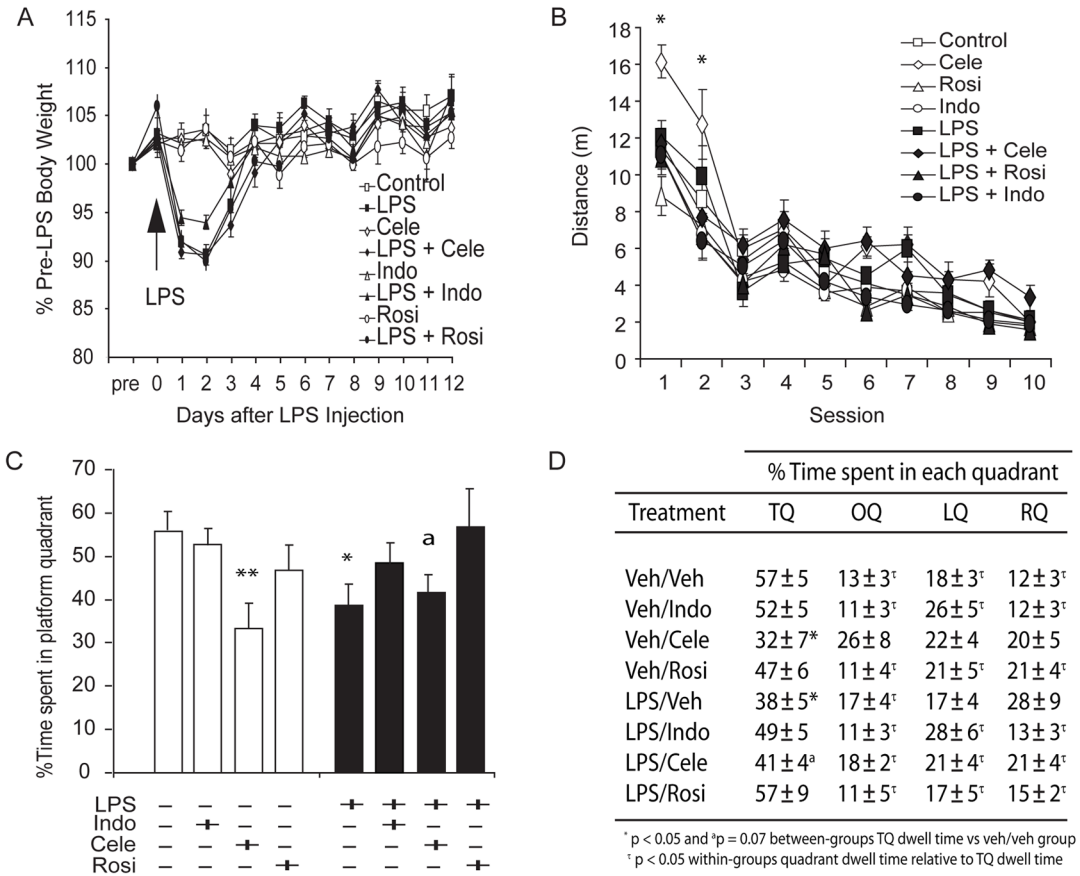 A
115
110
105
100
95
90
85
80
% Pre-LPS Body Weight
LPS
Control
LPS
Cele
LPS + Cele
Indo
LPS + Indo
Rosi
LPS + Rosi
pre 0 1 2 3 4 5 6 7 8 9 10 11 12
Days after LPS Injection
B
18
16
14
12
10
8
6
4
2
0
Distance (m)
*
*
Control
Cele
Rosi
Indo
LPS
LPS + Cele
LPS + Rosi
LPS + Indo
1 2 3 4 5 6 7 8 9 10
Session
C
70
60
50
40
30
20
10
0
%Time spent in platform quadrant
**
*
a
LPS – – – – + + + +
Indo – + – – – + – –
Cele – – + – – – + –
Rosi – – – + – – – +
D
% Time spent in each quadrant
Treatment TQ OQ LQ RQ
Veh/Veh 57±5 13±3τ 18±3τ 12±3τ
Veh/Indo 52±5 11±3τ 26±5τ 12±3τ
Veh/Cele 32±7* 26±8 22±4 20±5
Veh/Rosi 47±6 11±4τ 21±5τ 21±4τ
LPS/Veh 38±5* 17±4τ 17±4 28±9
LPS/Indo 49±5 11±3τ 28±6τ 13±3τ
LPS/Cele 41±4a 18±2τ 21±4τ 21±4τ
LPS/Rosi 57±9 11±5τ 17±5τ 15±2τ
* p < 0.05 and ap = 0.07 between-groups TQ dwell time vs veh/veh group
τ p < 0.05 within-groups quadrant dwell time relative to TQ dwell time